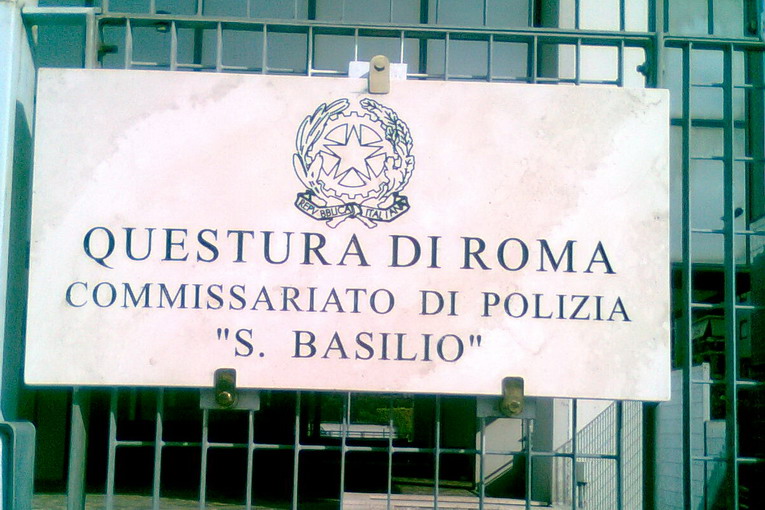 REPVBBLICA ITALIANA
QUESTURA DI ROMA
COMMISSARIATO DI POLIZIA
"S. BASILIO"